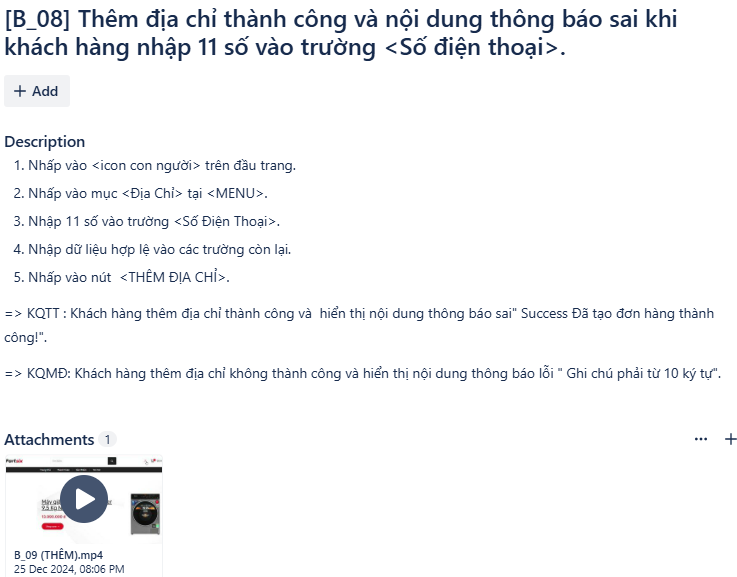 [B_08] Thêm địa chỉ thành công và nội dung thông báo sai khi
khách hàng nhập 11 số vào trường <Số điện thoại>.
+ Add
Description
1. Nhấp vào <icon con người> trên đầu trang.
2. Nhấp vào mục <Địa Chỉ> tại <MENU>.
3. Nhập 11 số vào trường <Số Điện Thoại>.
4. Nhập dữ liệu hợp lệ vào các trường còn lại.
5. Nhấp vào nút <THÊM ĐỊA CHỈ>.
=> KQTT : Khách hàng thêm địa chỉ thành công và hiển thị nội dung thông báo sai" Success Đã tạo đơn hàng thành
công!".
=> KQMĐ: Khách hàng thêm địa chỉ không thành công và hiển thị nội dung thông báo lỗi " Ghi chú phải từ 10 ký tự".
Attachments 1
B_09 (THÊM).mp4
25 Dec 2024, 08:06 PM